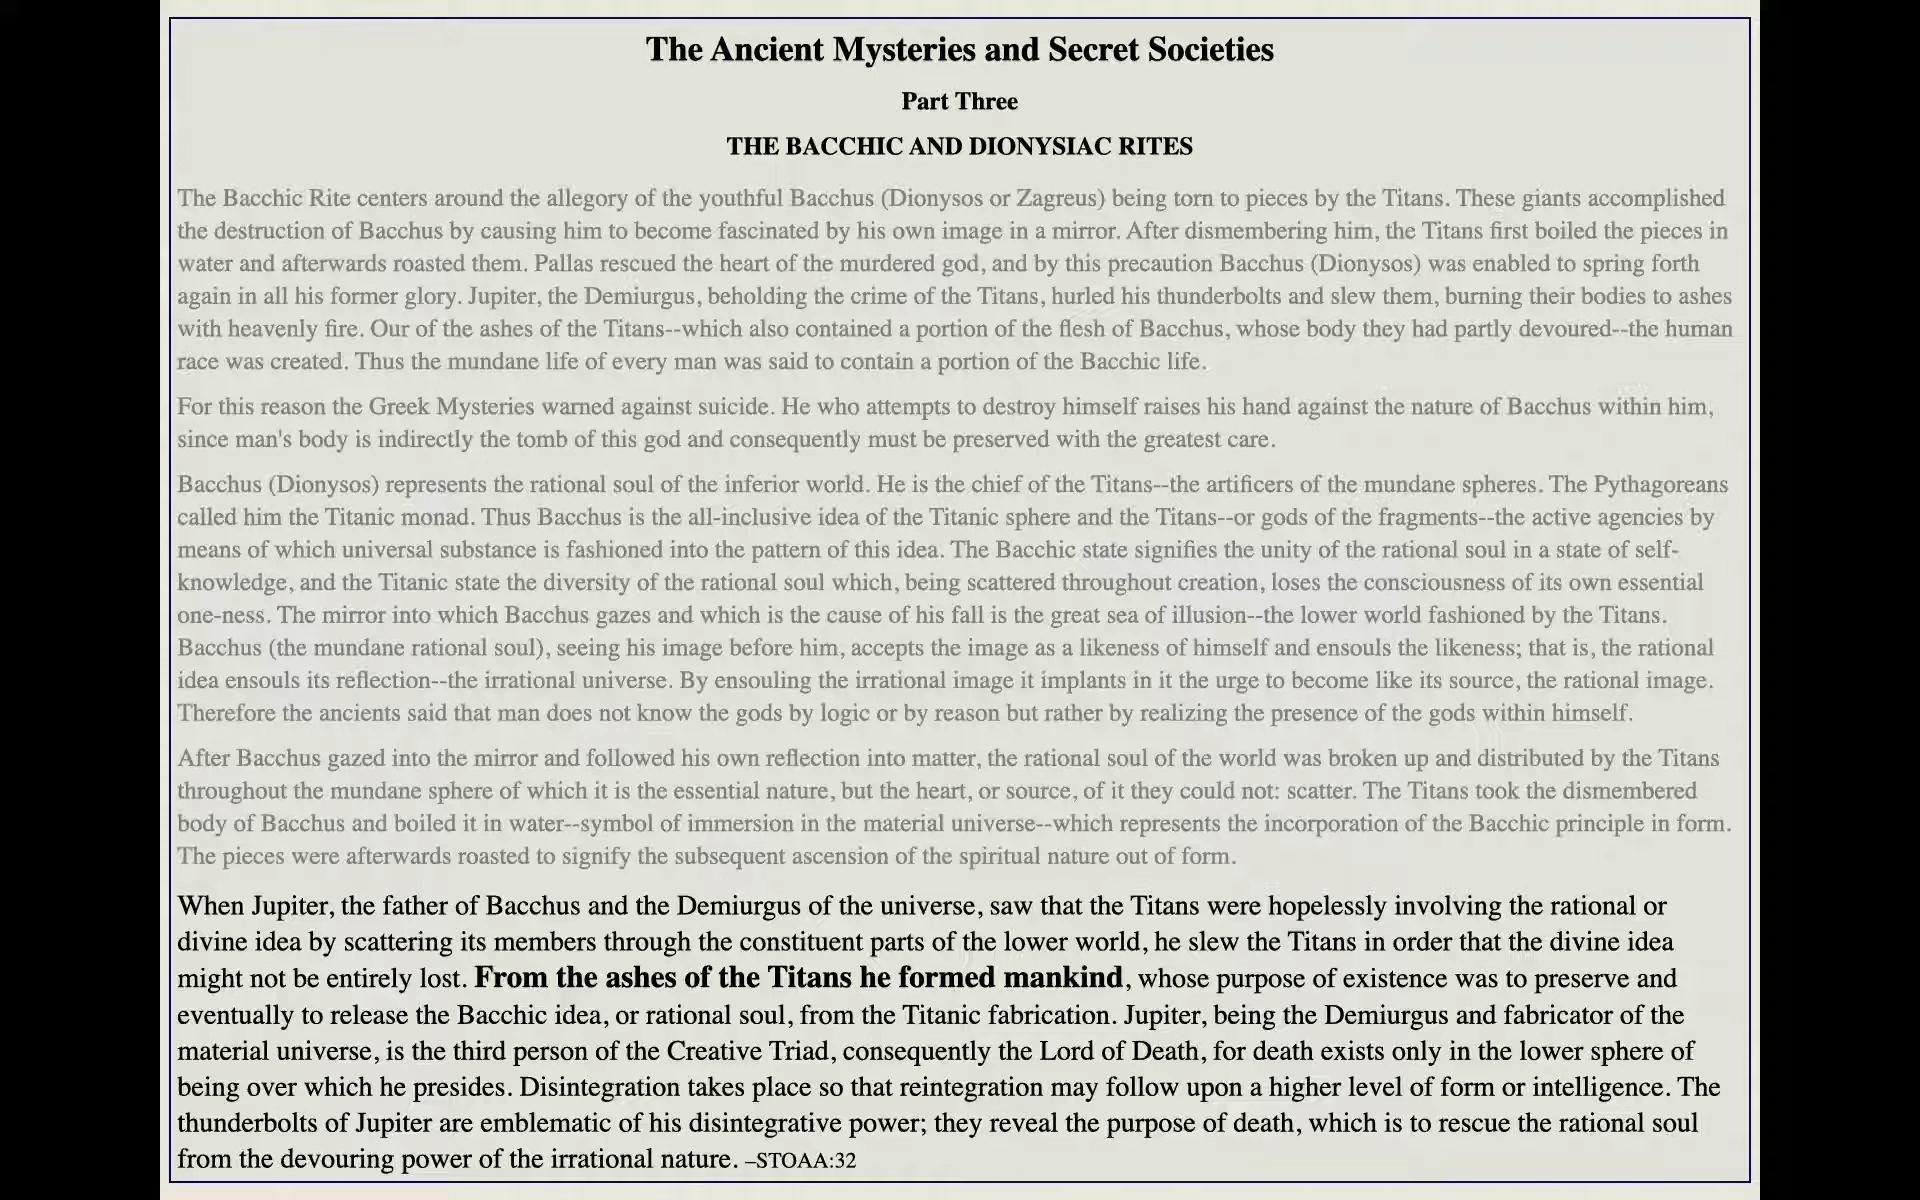 The Ancient Mysteries and Secret Societies
Part Three
THE BACCHIC AND DIONYSIAC RITES
The Bacchic Rite centers around the allegory of the youthful Bacchus (Dionysos or Zagreus) being torn to pieces by the Titans. These giants accomplished
the destruction of Bacchus by causing him to become fascinated by his own image in a mirror. After dismembering him, the Titans first boiled the pieces in
water and afterwards roasted them. Pallas rescued the heart of the murdered god, and by this precaution Bacchus (Dionysos) was enabled to spring forth
again in all his former glory. Jupiter, the Demiurgus, beholding the crime of the Titans, hurled his thunderbolts and slew them, burning their bodies to ashes
with heavenly fire. Our of the ashes of the Titans--which also contained a portion of the flesh of Bacchus, whose body they had partly devoured--the human
race was created. Thus the mundane life of every man was said to contain a portion of the Bacchic life.
For this reason the Greek Mysteries warned against suicide. He who attempts to destroy himself raises his hand against the nature of Bacchus within him,
since man's body is indirectly the tomb of this god and consequently must be preserved with the greatest care.
Bacchus (Dionysos) represents the rational soul of the inferior world. He is the chief of the Titans--the artificers of the mundane spheres. The Pythagoreans
called him the Titanic monad. Thus Bacchus is the all-inclusive idea of the Titanic sphere and the Titans--or gods of the fragments--the active agencies by
means of which universal substance is fashioned into the pattern of this idea. The Bacchic state signifies the unity of the rational soul in a state of self-
knowledge, and the Titanic state the diversity of the rational soul which, being scattered throughout creation, loses the consciousness of its own essential
one-ness. The mirror into which Bacchus gazes and which is the cause of his fall is the great sea of illusion--the lower world fashioned by the Titans.
Bacchus (the mundane rational soul), seeing his image before him, accepts the image as a likeness of himself and ensouls the likeness; that is, the rational
idea ensouls its reflection--the irrational universe. By ensouling the irrational image it implants in it the urge to become like its source, the rational image.
Therefore the ancients said that man does not know the gods by logic or by reason but rather by realizing the presence of the gods within himself.
After Bacchus gazed into the mirror and followed his own reflection into matter, the rational soul of the world was broken up and distributed by the Titans
throughout the mundane sphere of which it is the essential nature, but the heart, or source, of it they could not: scatter. The Titans took the dismembered
body of Bacchus and boiled it in water--symbol of immersion in the material universe--which represents the incorporation of the Bacchic principle in form.
The pieces were afterwards roasted to signify the subsequent ascension of the spiritual nature out of form.
When Jupiter, the father of Bacchus and the Demiurgus of the universe, saw that the Titans were hopelessly involving the rational or
divine idea by scattering its members through the constituent parts of the lower world, he slew the Titans in order that the divine idea
might not be entirely lost. From the ashes of the Titans he formed mankind, whose purpose of existence was to preserve and
eventually to release the Bacchic idea, or rational soul, from the Titanic fabrication. Jupiter, being the Demiurgus and fabricator of the
material universe, is the third person of the Creative Triad, consequently the Lord of Death, for death exists only in the lower sphere of
being over which he presides. Disintegration takes place so that reintegration may follow upon a higher level of form or intelligence. The
thunderbolts of Jupiter are emblematic of his disintegrative power; they reveal the purpose of death, which is to rescue the rational soul
from the devouring power of the irrational nature. –STOAA:32